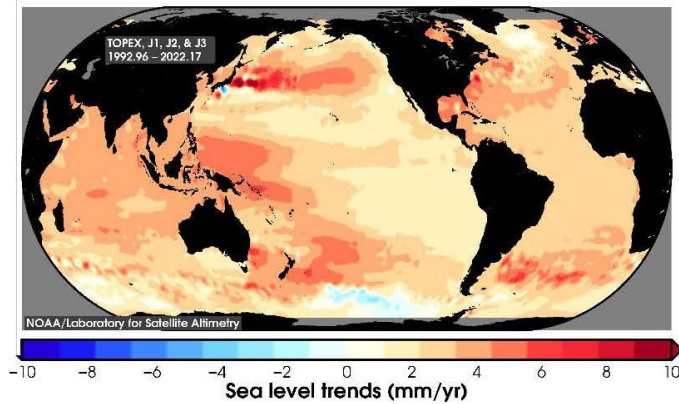 TOPEX, J1, J2, & J3
1992.96 – 2022.17
NOAA/Laboratory for Satellite Altimetry
−10 −8 −6 −4 −2 0 2 4 6 8 10
Sea level trends (mm/yr)